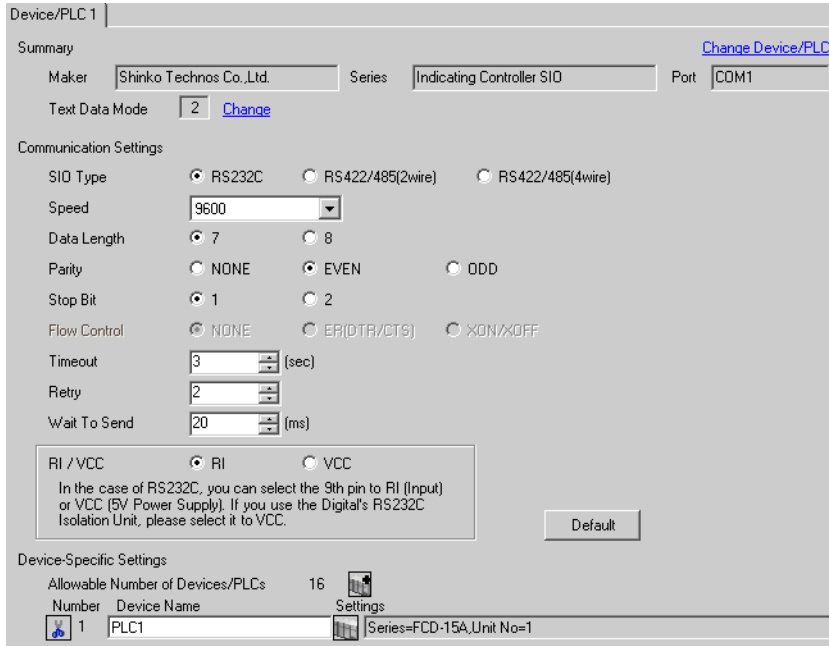 Device/PLC 1
Summary Change Device/PLC
Maker Shinko Technos Co.,Ltd. Series Indicating Controller SIO Port COM1
Text Data Mode 2 Change
Communication Settings
SIO Type RS232C RS422/485(2wire) RS422/485(4wire)
Speed 9600
Data Length 7 8
Parity NONE EVEN ODD
Stop Bit 1 2
Flow Control NONE ER(DTR/CTS) XON/XOFF
Timeout 3 (sec)
Retry 2
Wait To Send 20 (ms)
RI / VCC RI VCC
In the case of RS232C, you can select the 9th pin to RI (Input)
or VCC (5V Power Supply). If you use the Digital's RS232C
Isolation Unit, please select it to VCC.
Default
Device-Specific Settings
Allowable Number of Devices/PLCs 16
Number Device Name Settings
1 PLC1 Series=FCD-15A,Unit No=1